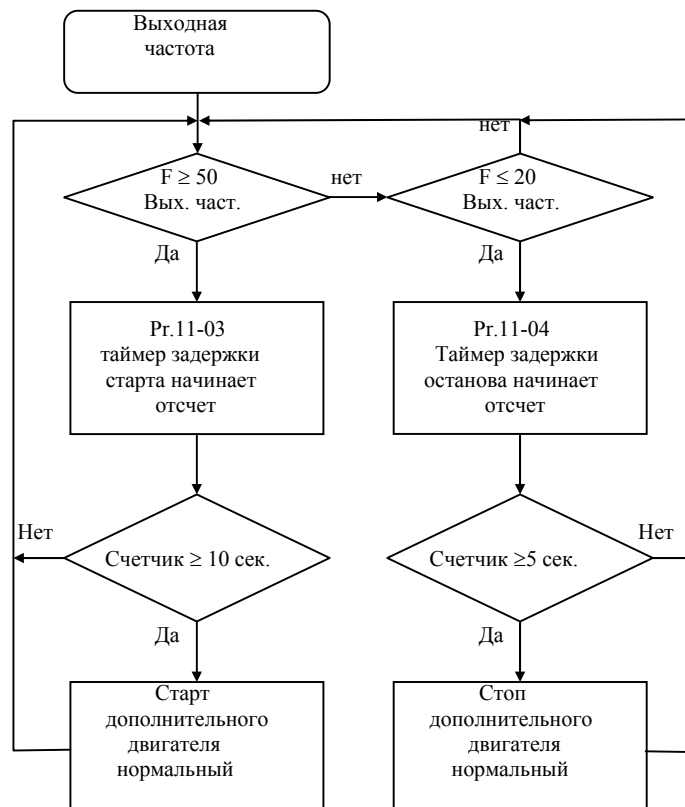 Выходная
частота
нет
F ≥ 50
Вых. част.
нет
F ≤ 20
Вых. част.
Да
Да
Pr.11-03
таймер задержки
старта начинает
отсчет
Pr.11-04
Таймер задержки
останова начинает
отсчет
Нет
Счетчик ≥ 10 сек.
Счетчик ≥5 сек.
Нет
Да
Да
Старт
дополнительного
двигателя
нормальный
Стоп
дополнительного
двигателя
нормальный